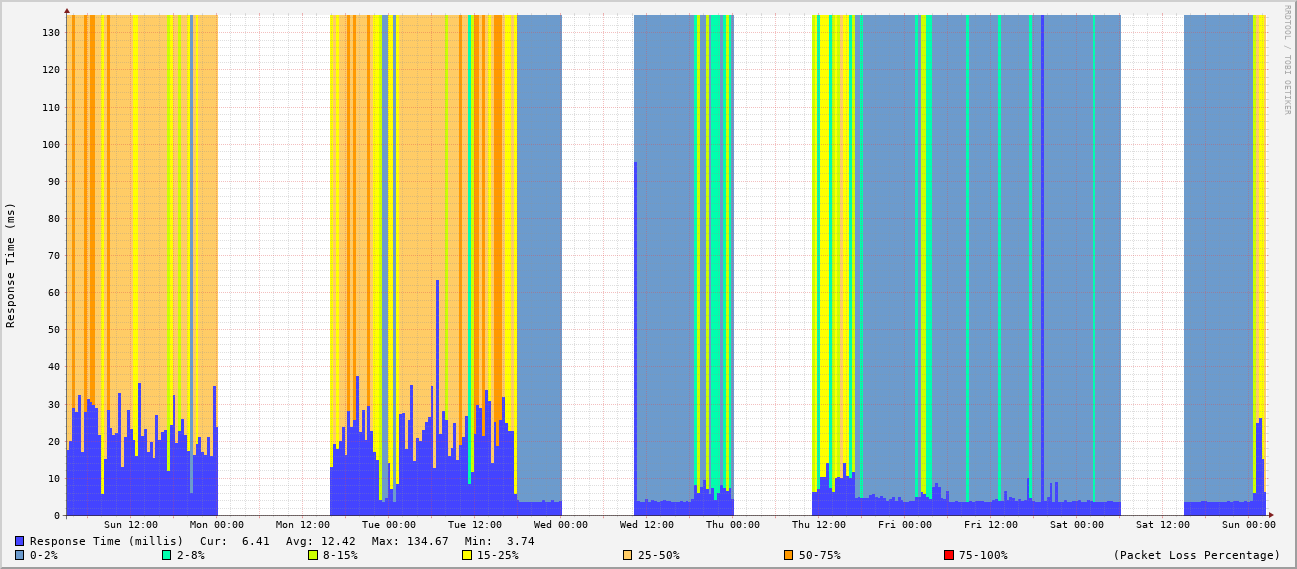 RRDTOOL / TOBI OETIKER
Response Time (ms)
130
120
110
100
90
80
70
60
50
40
30
20
10
0
Sun 12:00 Mon 00:00 Mon 12:00 Tue 00:00 Tue 12:00 Wed 00:00 Wed 12:00 Thu 00:00 Thu 12:00 Fri 00:00 Fri 12:00 Sat 00:00 Sat 12:00 Sun 00:00
Response Time (millis) Cur: 6.41 Avg: 12.42 Max: 134.67 Min: 3.74
0-2% 2-8% 8-15% 15-25% 25-50% 50-75% 75-100% (Packet Loss Percentage)